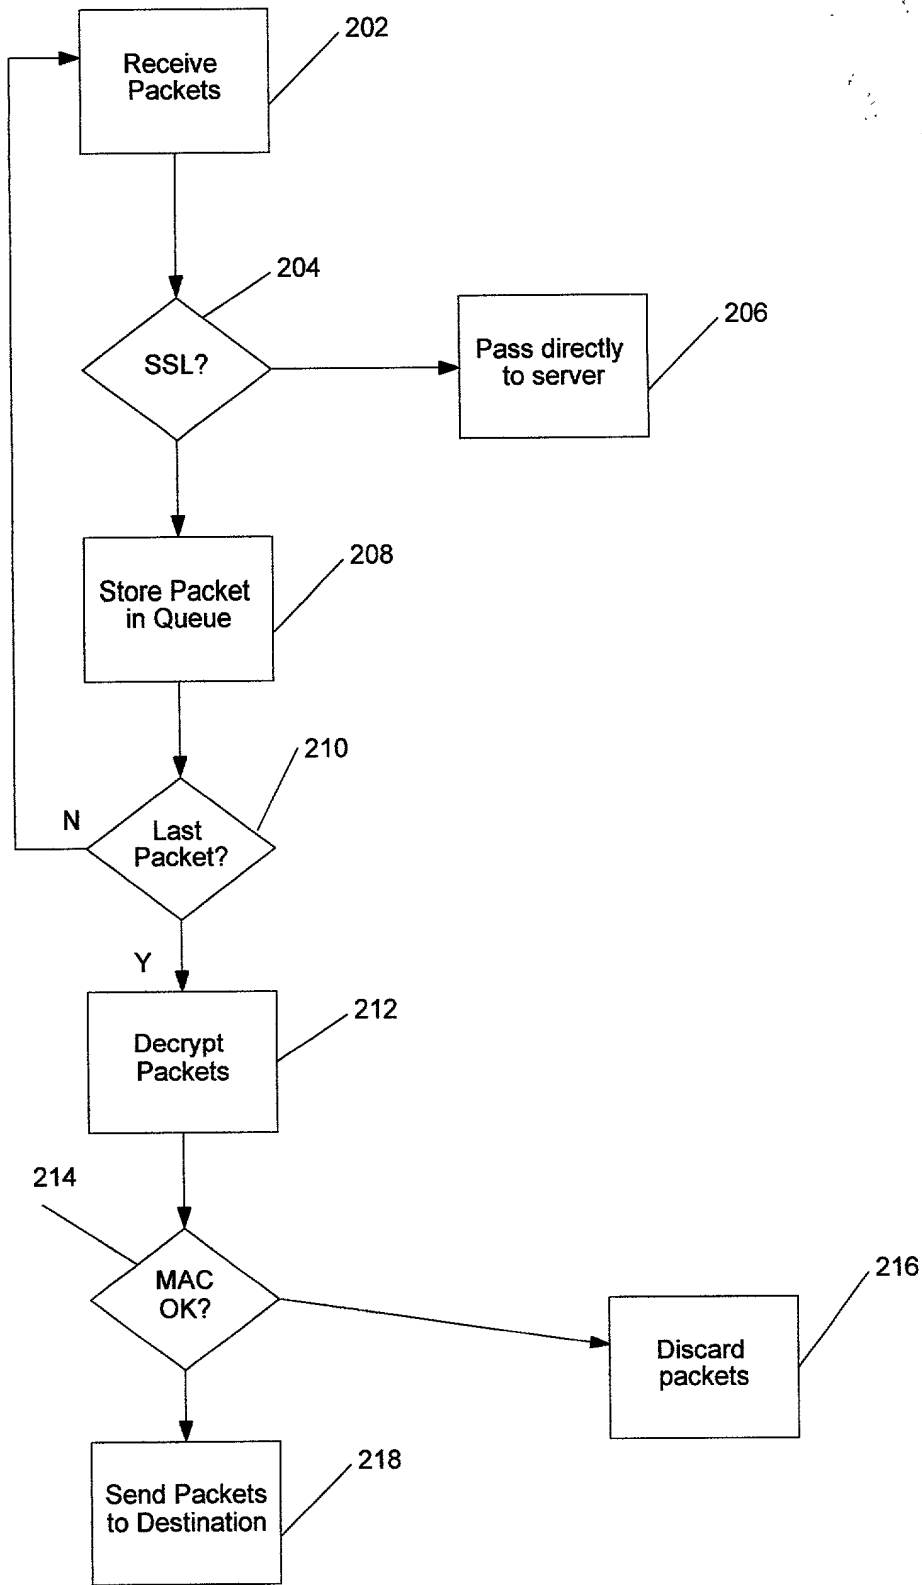 202
Receive
Packets
204
SSL?
Pass directly
to server
206
208
Store Packet
in Queue
210
N
Last
Packet?
Y
212
Decrypt
Packets
214
MAC
OK?
216
Discard
packets
218
Send Packets
to Destination